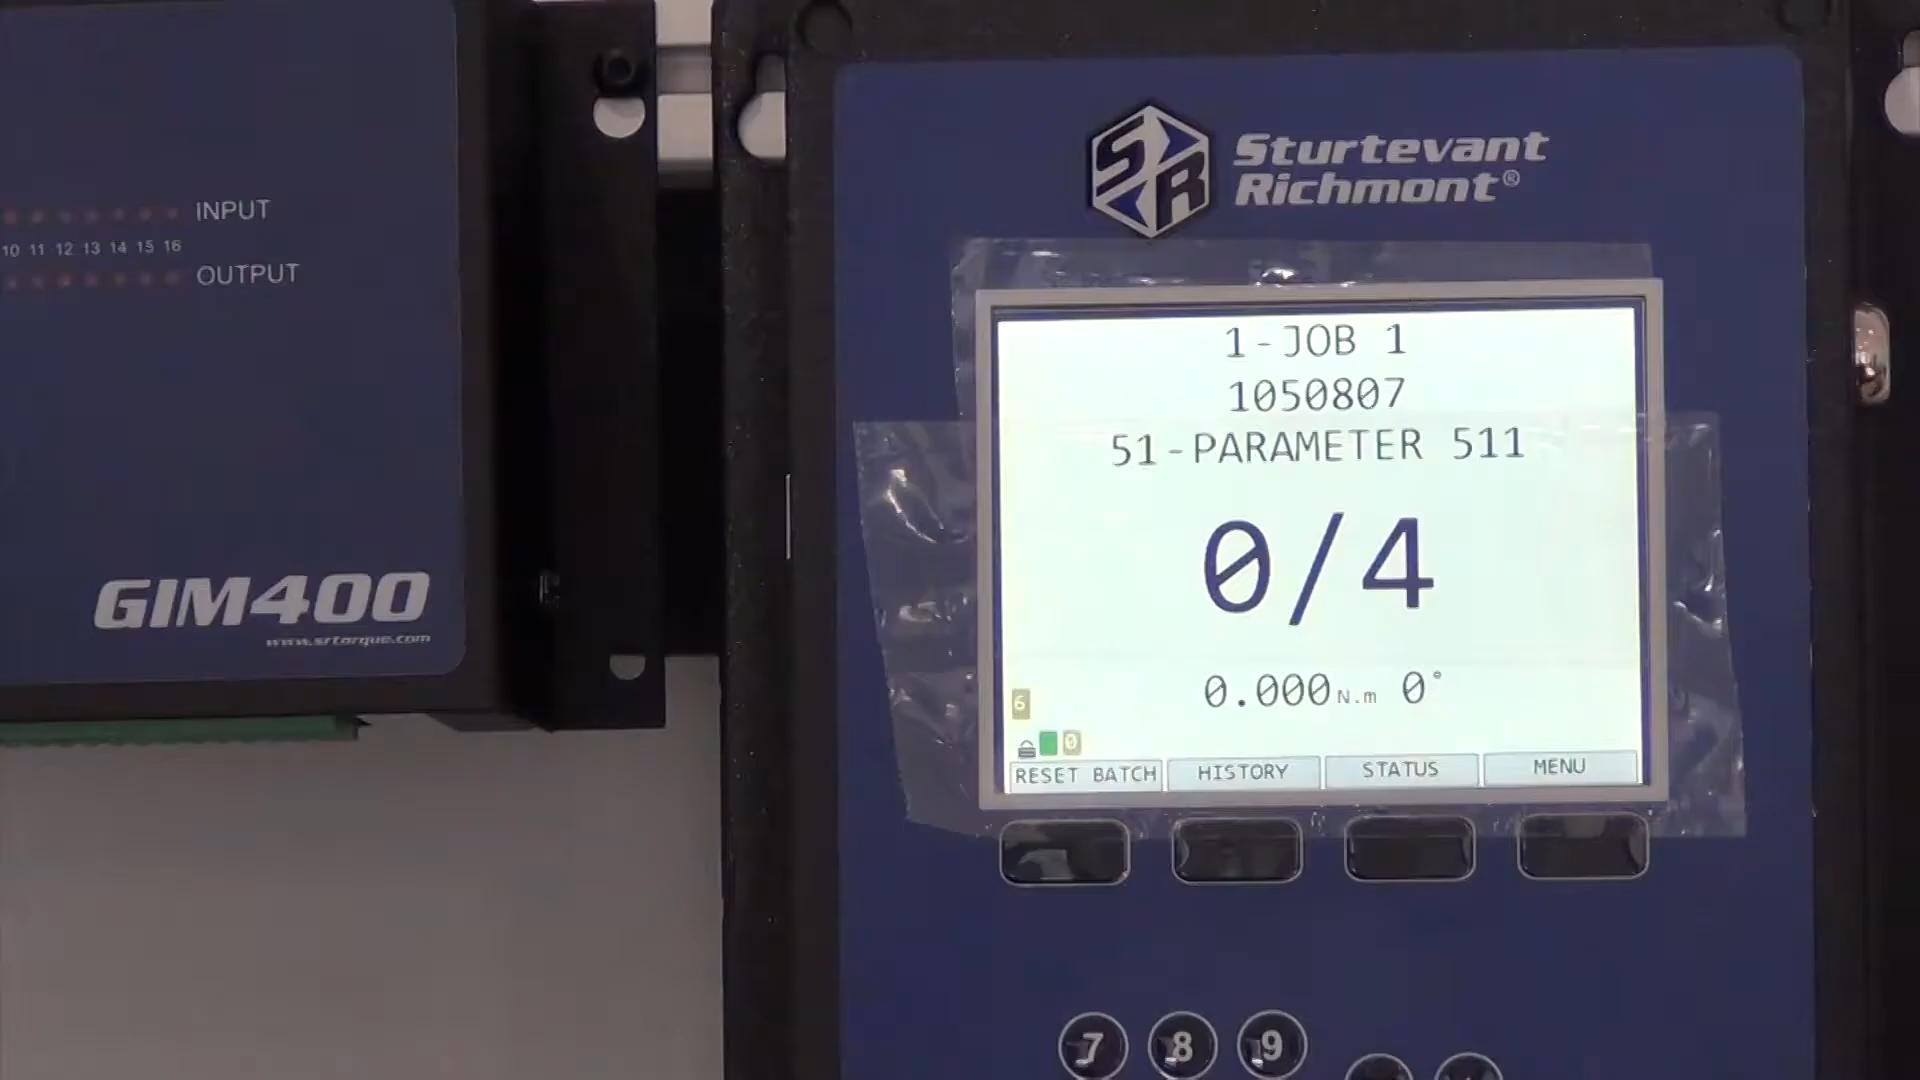 INPUT
10 11 12 13 14 15 16
OUTPUT
GIM400
www.srtorque.com
SR
Sturtevant
Richmont®
1-JOB 1
1050807
51-PARAMETER 511
0/4
0.000 N.m 0°
6
0
RESET BATCH
HISTORY
STATUS
MENU
7
8
9